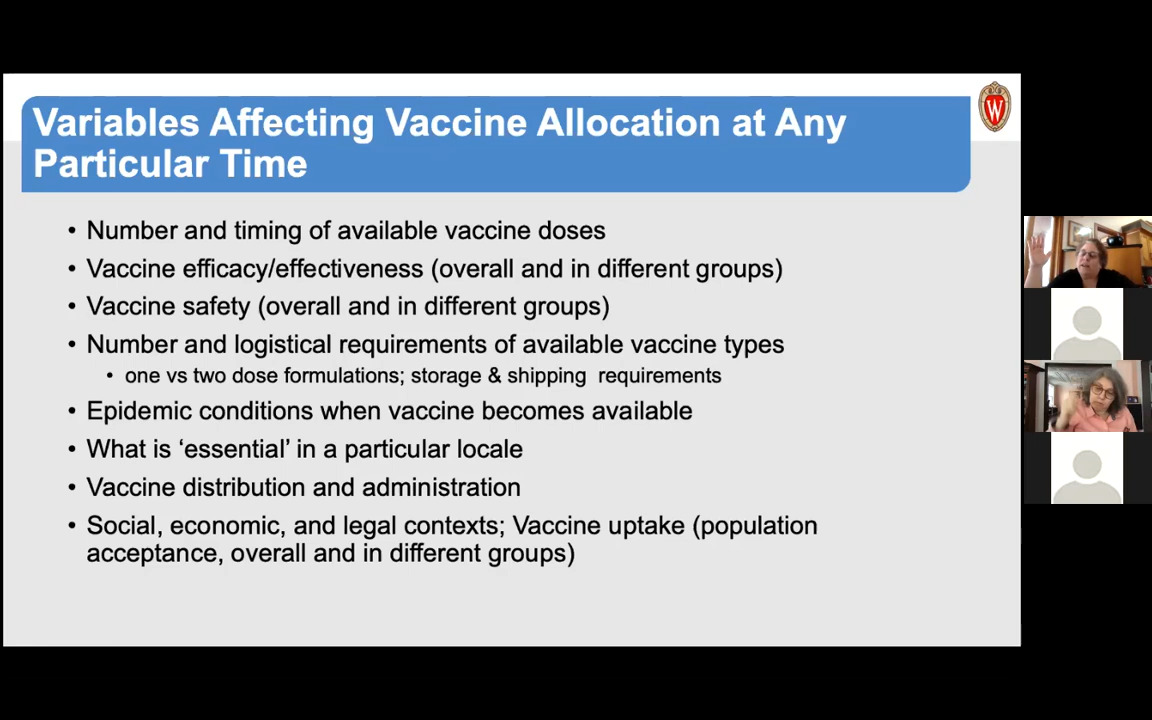 Variables Affecting Vaccine Allocation at Any
Particular Time
W
• Number and timing of available vaccine doses
• Vaccine efficacy/effectiveness (overall and in different groups)
• Vaccine safety (overall and in different groups)
• Number and logistical requirements of available vaccine types
• one vs two dose formulations; storage & shipping requirements
• Epidemic conditions when vaccine becomes available
• What is ‘essential’ in a particular locale
• Vaccine distribution and administration
• Social, economic, and legal contexts; Vaccine uptake (population
acceptance, overall and in different groups)